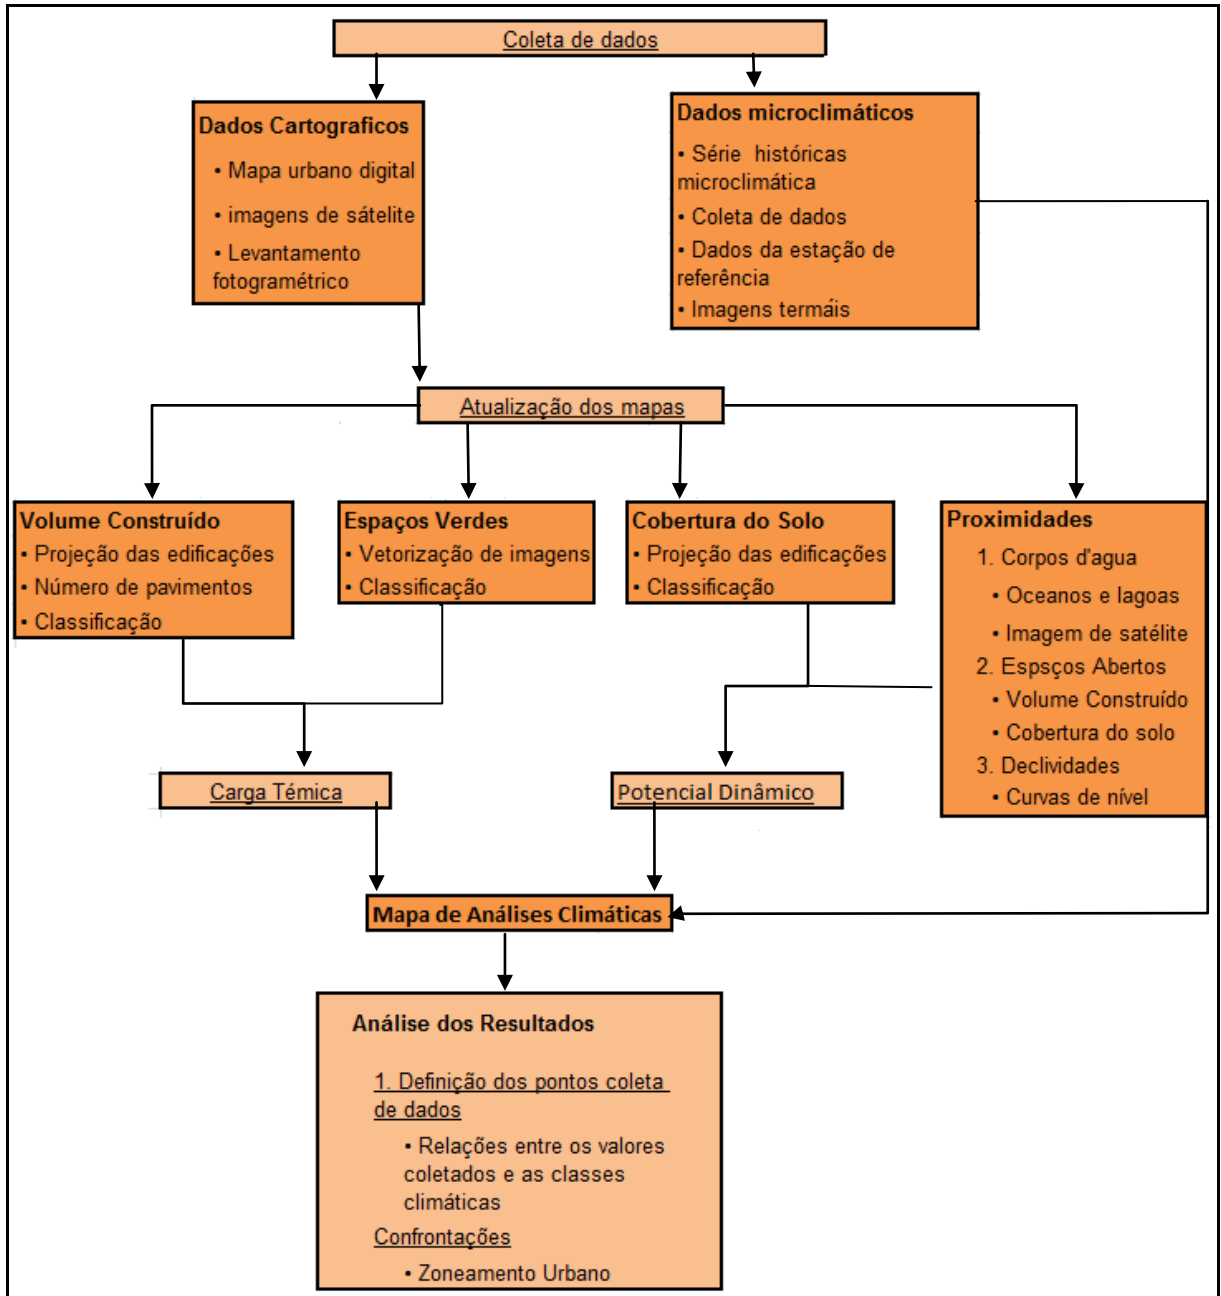 Coleta de dados
Dados Cartograficos
• Mapa urbano digital
• imagens de sátelite
• Levantamento
fotogramétrico
Dados microclimáticos
• Série históricas
microclimática
• Coleta de dados
• Dados da estação de
referência
• Imagens termáis
Atualização dos mapas
Volume Construído
• Projeção das edificações
• Número de pavimentos
• Classificação
Espaços Verdes
• Vetorização de imagens
• Classificação
Cobertura do Solo
• Projeção das edificações
• Classificação
Proximidades
1. Corpos d'agua
• Oceanos e lagoas
• Imagem de satélite
2. Espsços Abertos
• Volume Construído
• Cobertura do solo
3. Declividades
• Curvas de nível
Carga Témica
Potencial Dinâmico
Mapa de Análises Climáticas
Análise dos Resultados
1. Definição dos pontos coleta
de dados
• Relações entre os valores
coletados e as classes
climáticas
Confrontações
• Zoneamento Urbano